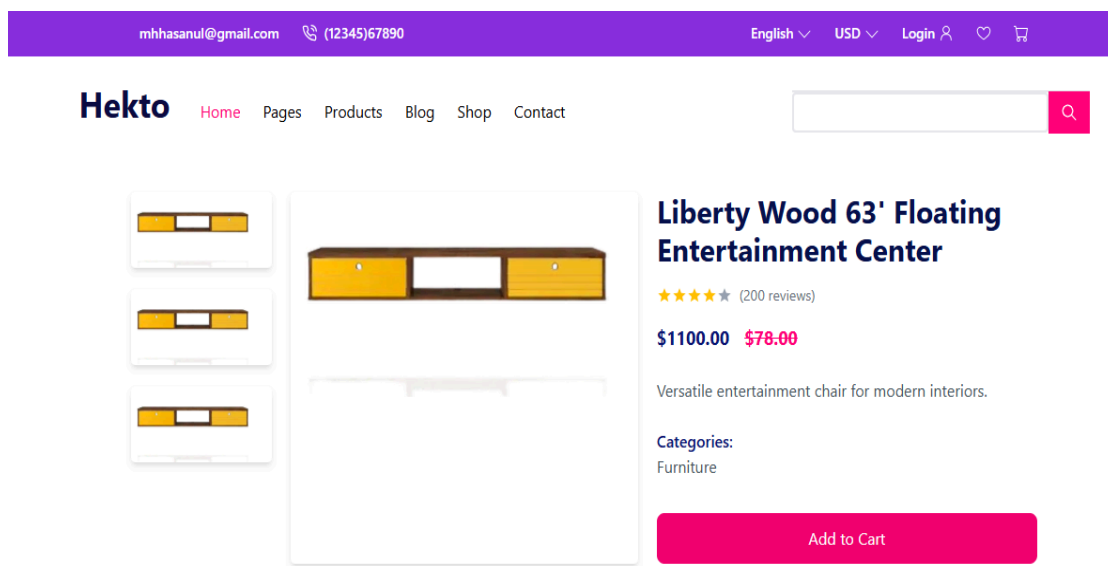 mhhasanul@gmail.com (12345)67890 English USD Login
Hekto Home Pages Products Blog Shop Contact
Liberty Wood 63' Floating
Entertainment Center
(200 reviews)
$1100.00 $78.00
Versatile entertainment chair for modern interiors.
Categories:
Furniture
Add to Cart